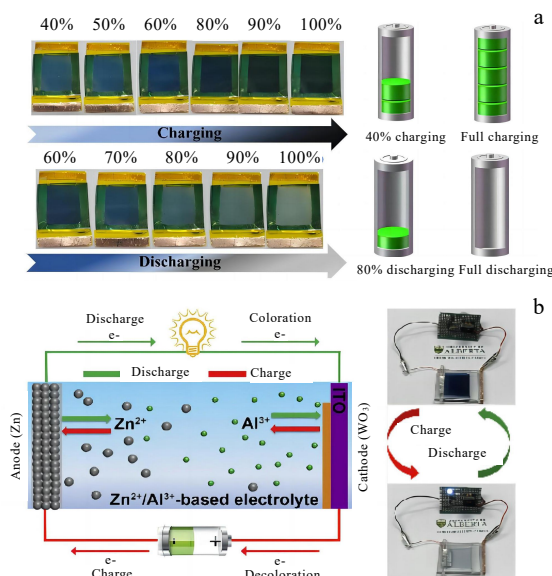 a
40% 50% 60% 80% 90% 100%
Charging
40% charging Full charging
60% 70% 80% 90% 100%
Discharging
80% discharging Full discharging
b
Discharge Coloration
e- e-
Discharge Charge
Anode (Zn)
Zn²⁺ Al³⁺
ITO
Cathode (WO₃)
Zn²⁺/Al³⁺-based electrolyte
- +
e- e-
Charge Decoloration
ALBERTA
Charge
Discharge
ALBERTA